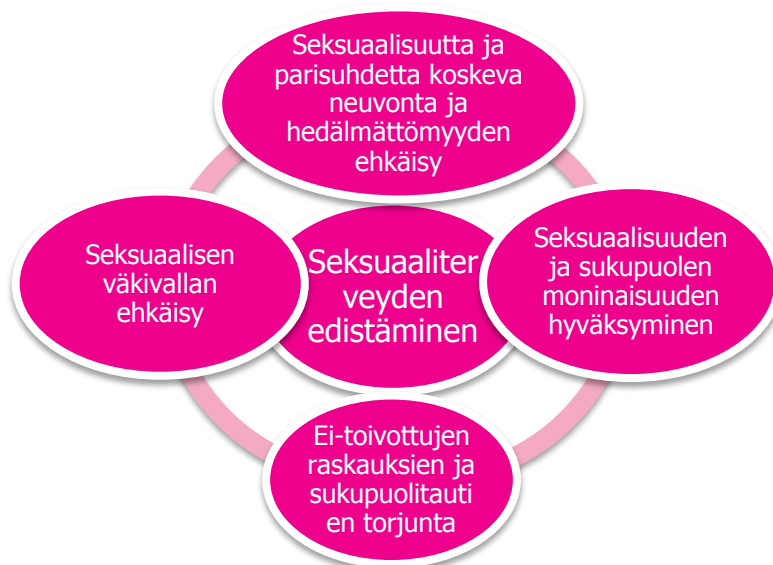 Seksuaalisuutta ja
parisuhdetta koskeva
neuvonta ja
hedälmättömyyden
ehkäisy
Seksuaalisen
väkivallan
ehkäisy
Seksuaaliter
veyden
edistäminen
Seksuaalisuuden
ja sukupuolen
moninaisuuden
hyväksyminen
Ei-toivottujen
raskauksien ja
sukupuolitauti
en torjunta